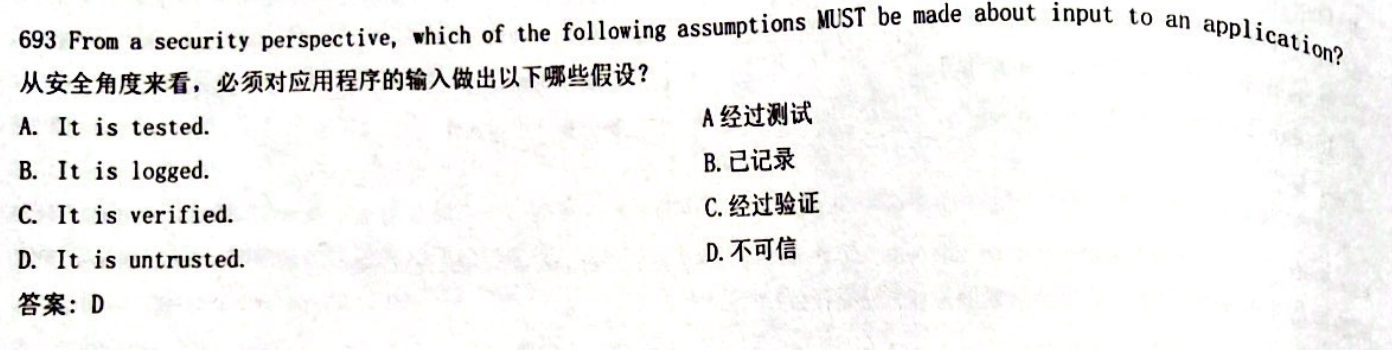 693 From a security perspective, which of the following assumptions MUST be made about input to an application?
从安全角度来看，必须对应用程序的输入做出以下哪些假设？
A. It is tested.
A 经过测试
B. It is logged.
B. 已记录
C. It is verified.
C. 经过验证
D. It is untrusted.
D. 不可信
答案: D